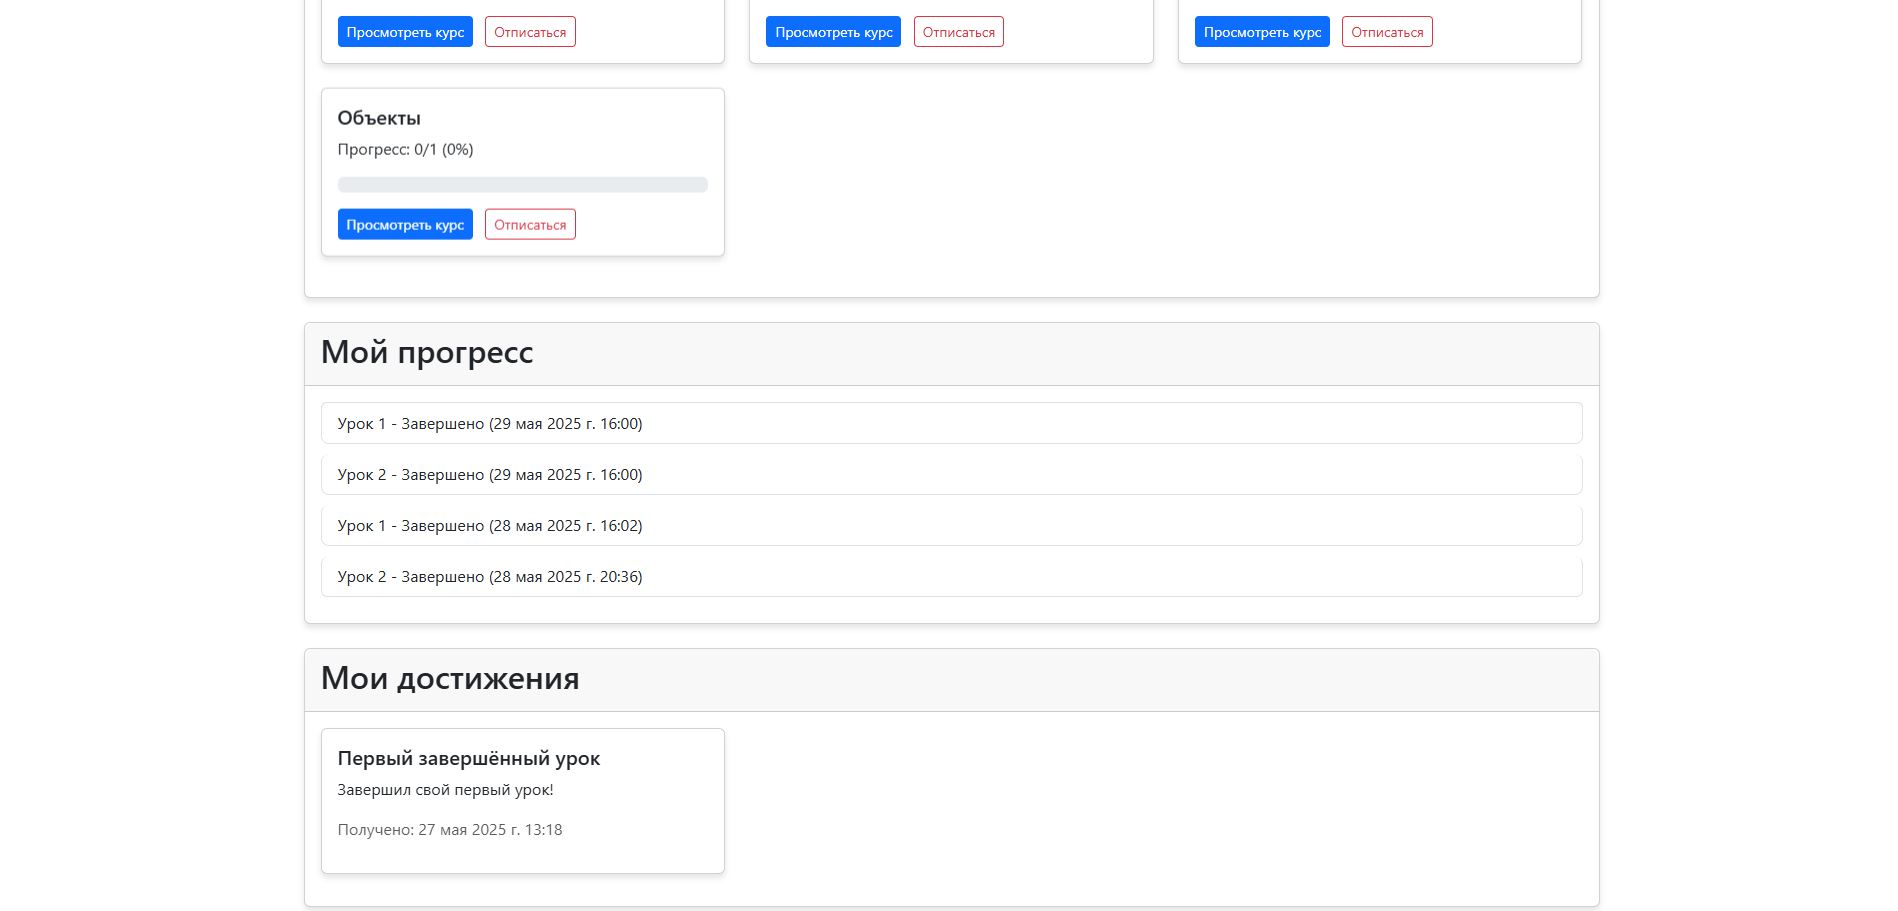 Просмотреть курс Отписаться Просмотреть курс Отписаться Просмотреть курс Отписаться
Объекты
Прогресс: 0/1 (0%)
Просмотреть курс Отписаться
Мой прогресс
Урок 1 - Завершено (29 мая 2025 г. 16:00)
Урок 2 - Завершено (29 мая 2025 г. 16:00)
Урок 1 - Завершено (28 мая 2025 г. 16:02)
Урок 2 - Завершено (28 мая 2025 г. 20:36)
Мои достижения
Первый завершённый урок
Завершил свой первый урок!
Получено: 27 мая 2025 г. 13:18